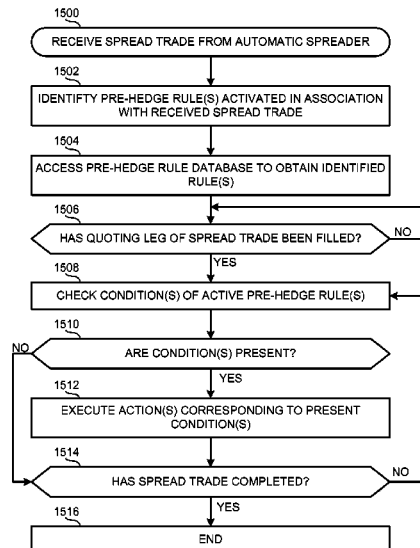 1500
RECEIVE SPREAD TRADE FROM AUTOMATIC SPREADER
1502
IDENTIFTY PRE-HEDGE RULE(S) ACTIVATED IN ASSOCIATION
WITH RECEIVED SPREAD TRADE
1504
ACCESS PRE-HEDGE RULE DATABASE TO OBTAIN IDENTIFIED
RULE(S)
1506
HAS QUOTING LEG OF SPREAD TRADE BEEN FILLED?
NO
YES
1508
CHECK CONDITION(S) OF ACTIVE PRE-HEDGE RULE(S)
1510
NO
ARE CONDITION(S) PRESENT?
YES
1512
EXECUTE ACTION(S) CORRESPONDING TO PRESENT
CONDITION(S)
1514
HAS SPREAD TRADE COMPLETED?
NO
YES
1516
END